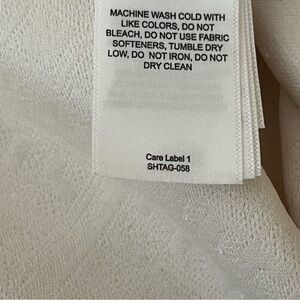 MACHINE WASH COLD WITH
LIKE COLORS, DO NOT
BLEACH, DO NOT USE FABRIC
SOFTENERS, TUMBLE DRY
LOW, DO NOT IRON, DO NOT
DRY CLEAN
Care Label 1
SHTAG-058